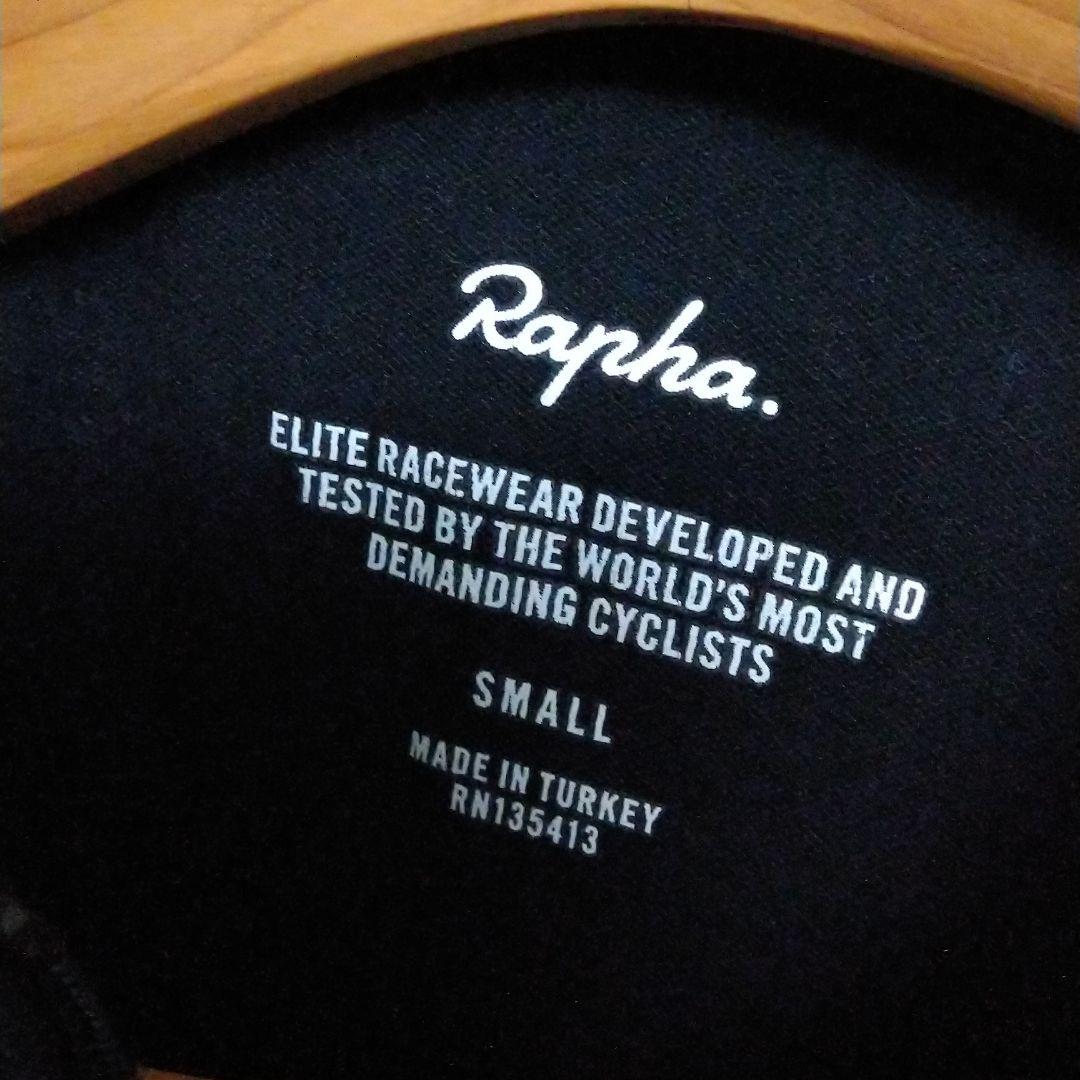 Rapha.
ELITE RACEWEAR DEVELOPED AND
TESTED BY THE WORLD'S MOST
DEMANDING CYCLISTS
SMALL
MADE IN TURKEY
RN135413